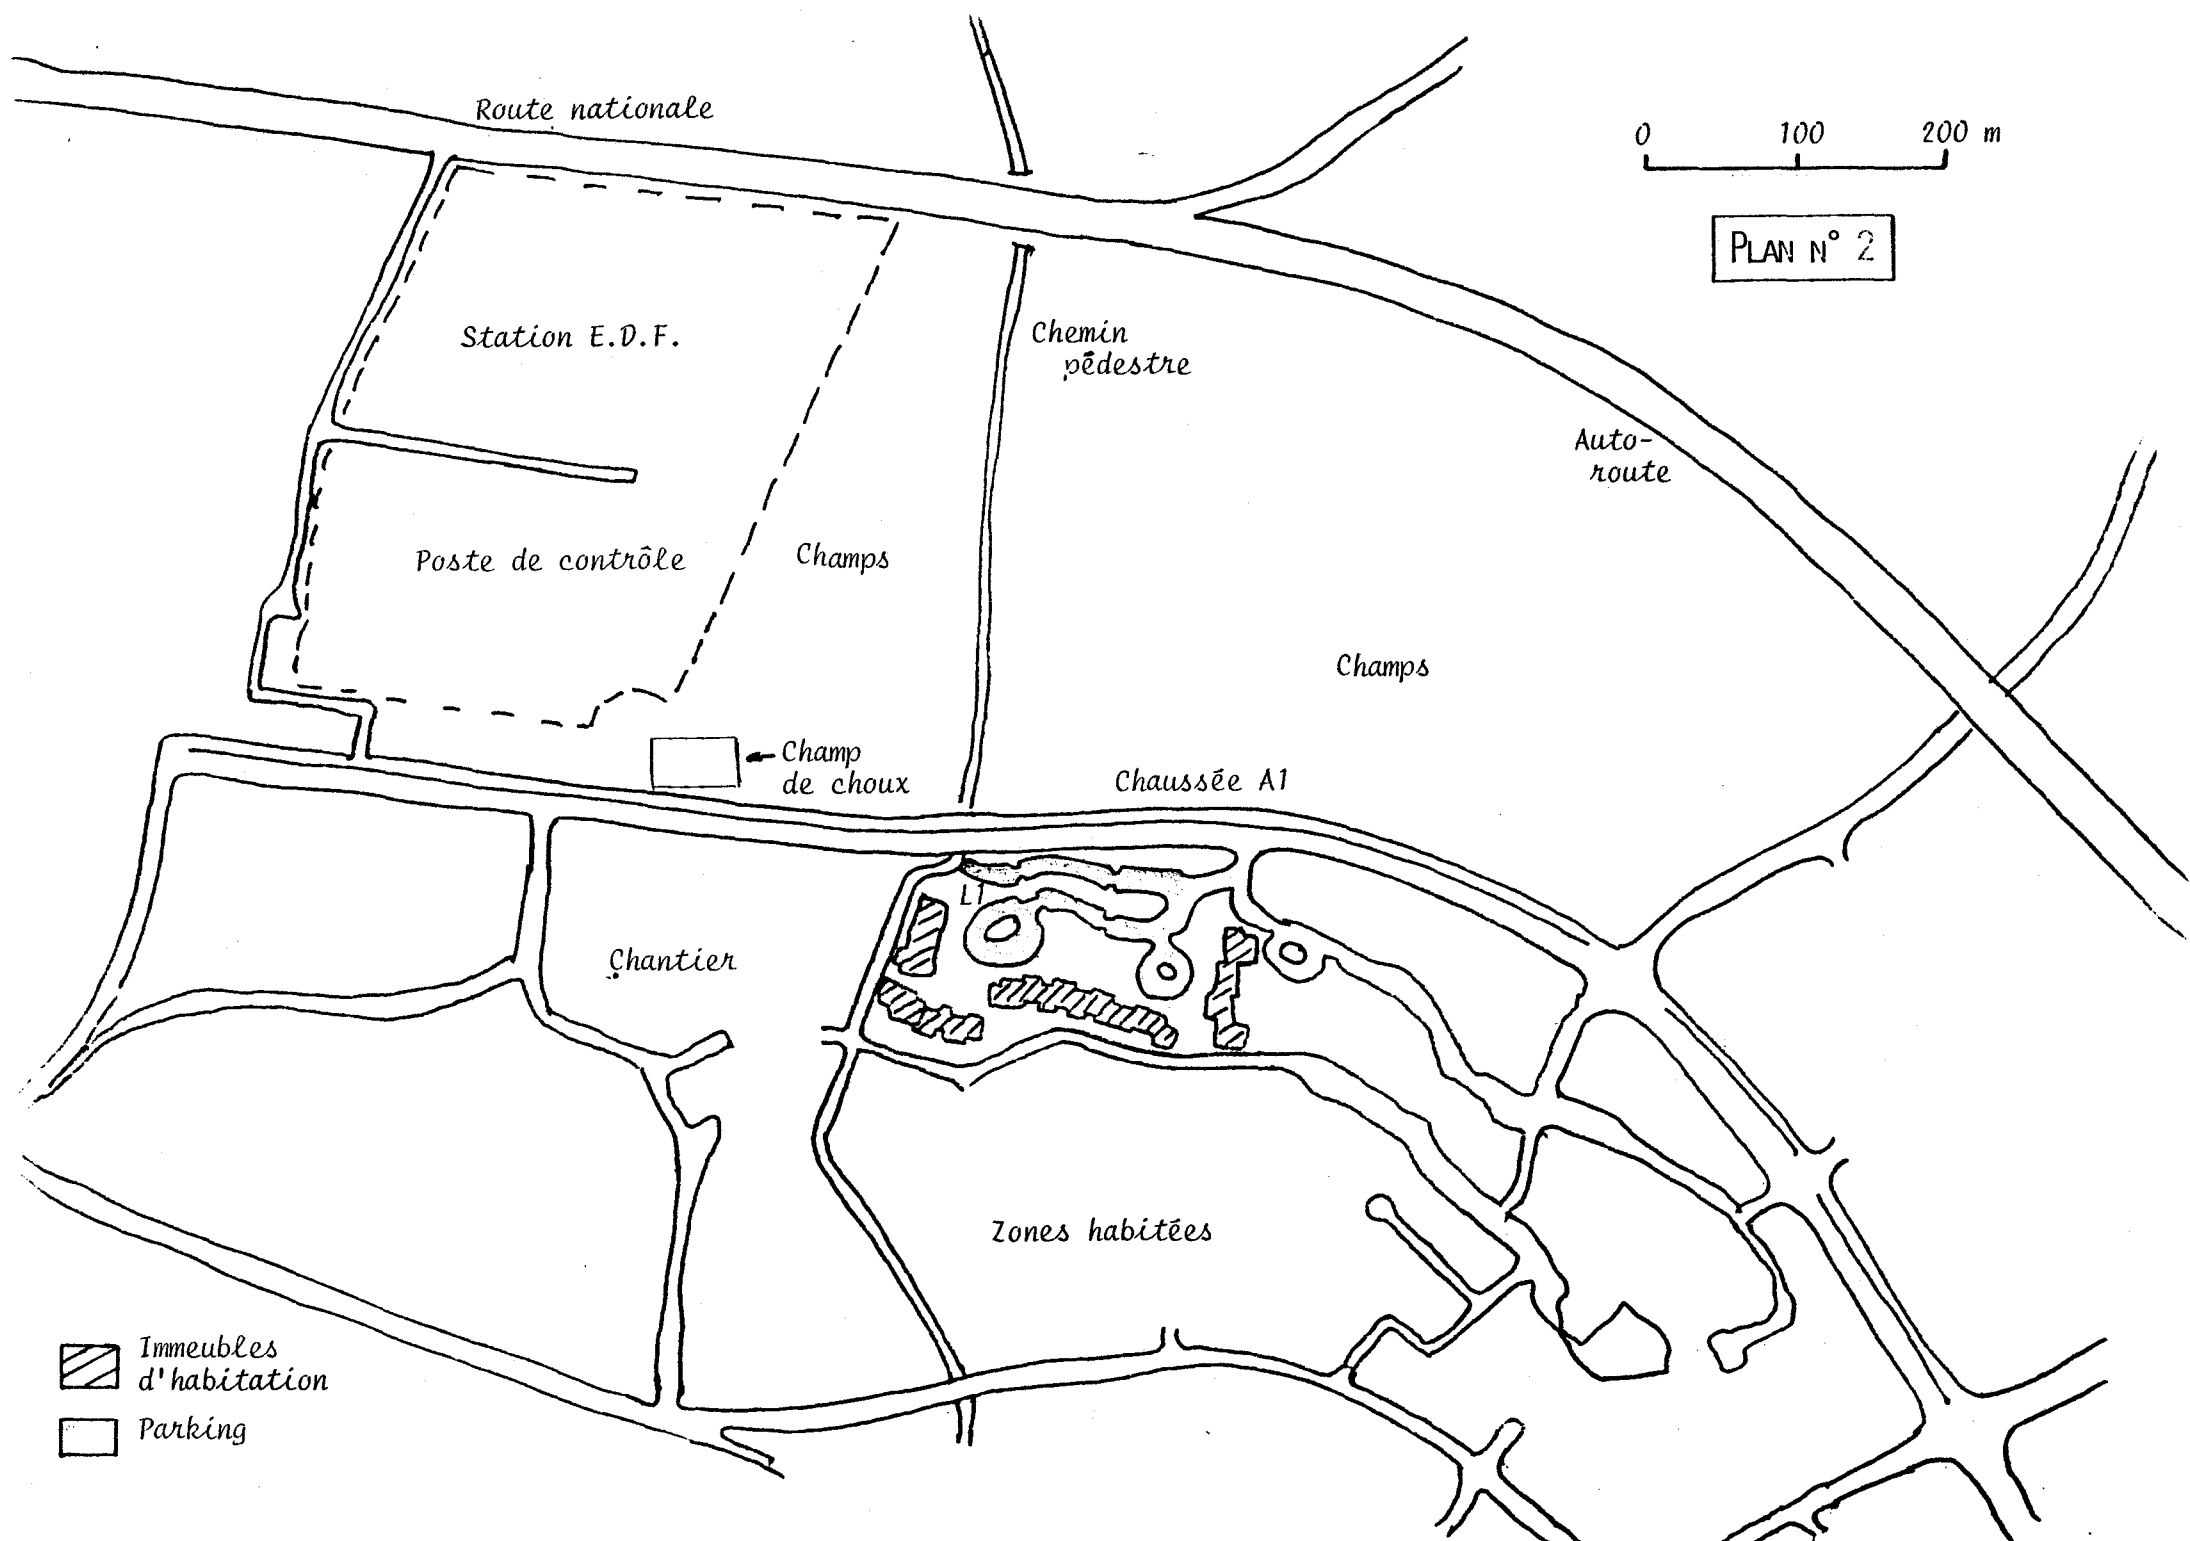 Route nationale
0 100 200 m
PLAN N° 2
Station E.D.F.
Chemin
pédestre
Auto-
route
Poste de contrôle
Champs
Champs
Champ
de choux
Chaussée A1
L1
Chantier
Zones habitées
Immeubles
d'habitation
Parking